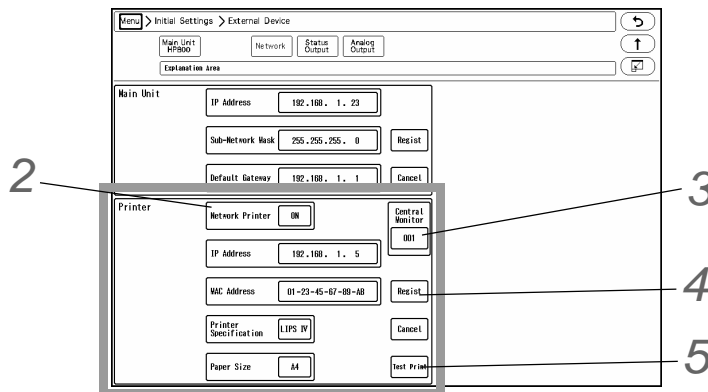 Menu > Initial Settings > External Device
Main Unit HP800 Network Status Output Analog Output
Explanation Area
Main Unit
IP Address 192.168. 1. 23
Sub-Network Mask 255.255.255. 0 Regist
Default Gateway 192.168. 1. 1 Cancel
2
Printer
Network Printer ON
Central Monitor 001
3
IP Address 192.168. 1. 5
MAC Address 01-23-45-67-89-AB Regist
4
Printer Specification LIPS IV Cancel
Paper Size A4 Test Print
5